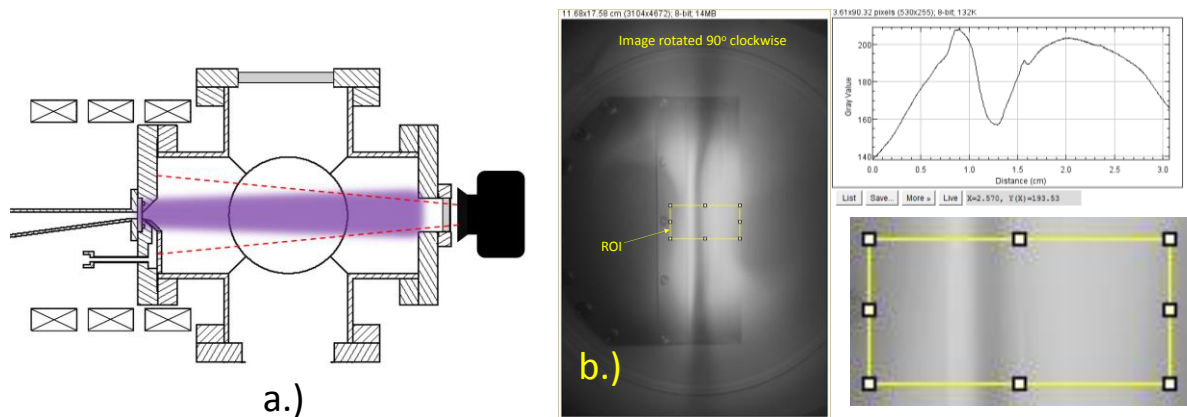 a.)
11.68x17.58 cm (3104x4672); 8-bit; 14MB
Image rotated 90º clockwise
ROI
b.)
3.61x90.32 pixels (530x255); 8-bit; 132K
200
180
160
140
Gray Value
0.0 0.5 1.0 1.5 2.0 2.5 3.0
Distance (cm)
List Save... More » Live X=2.570, Y(X)=193.53